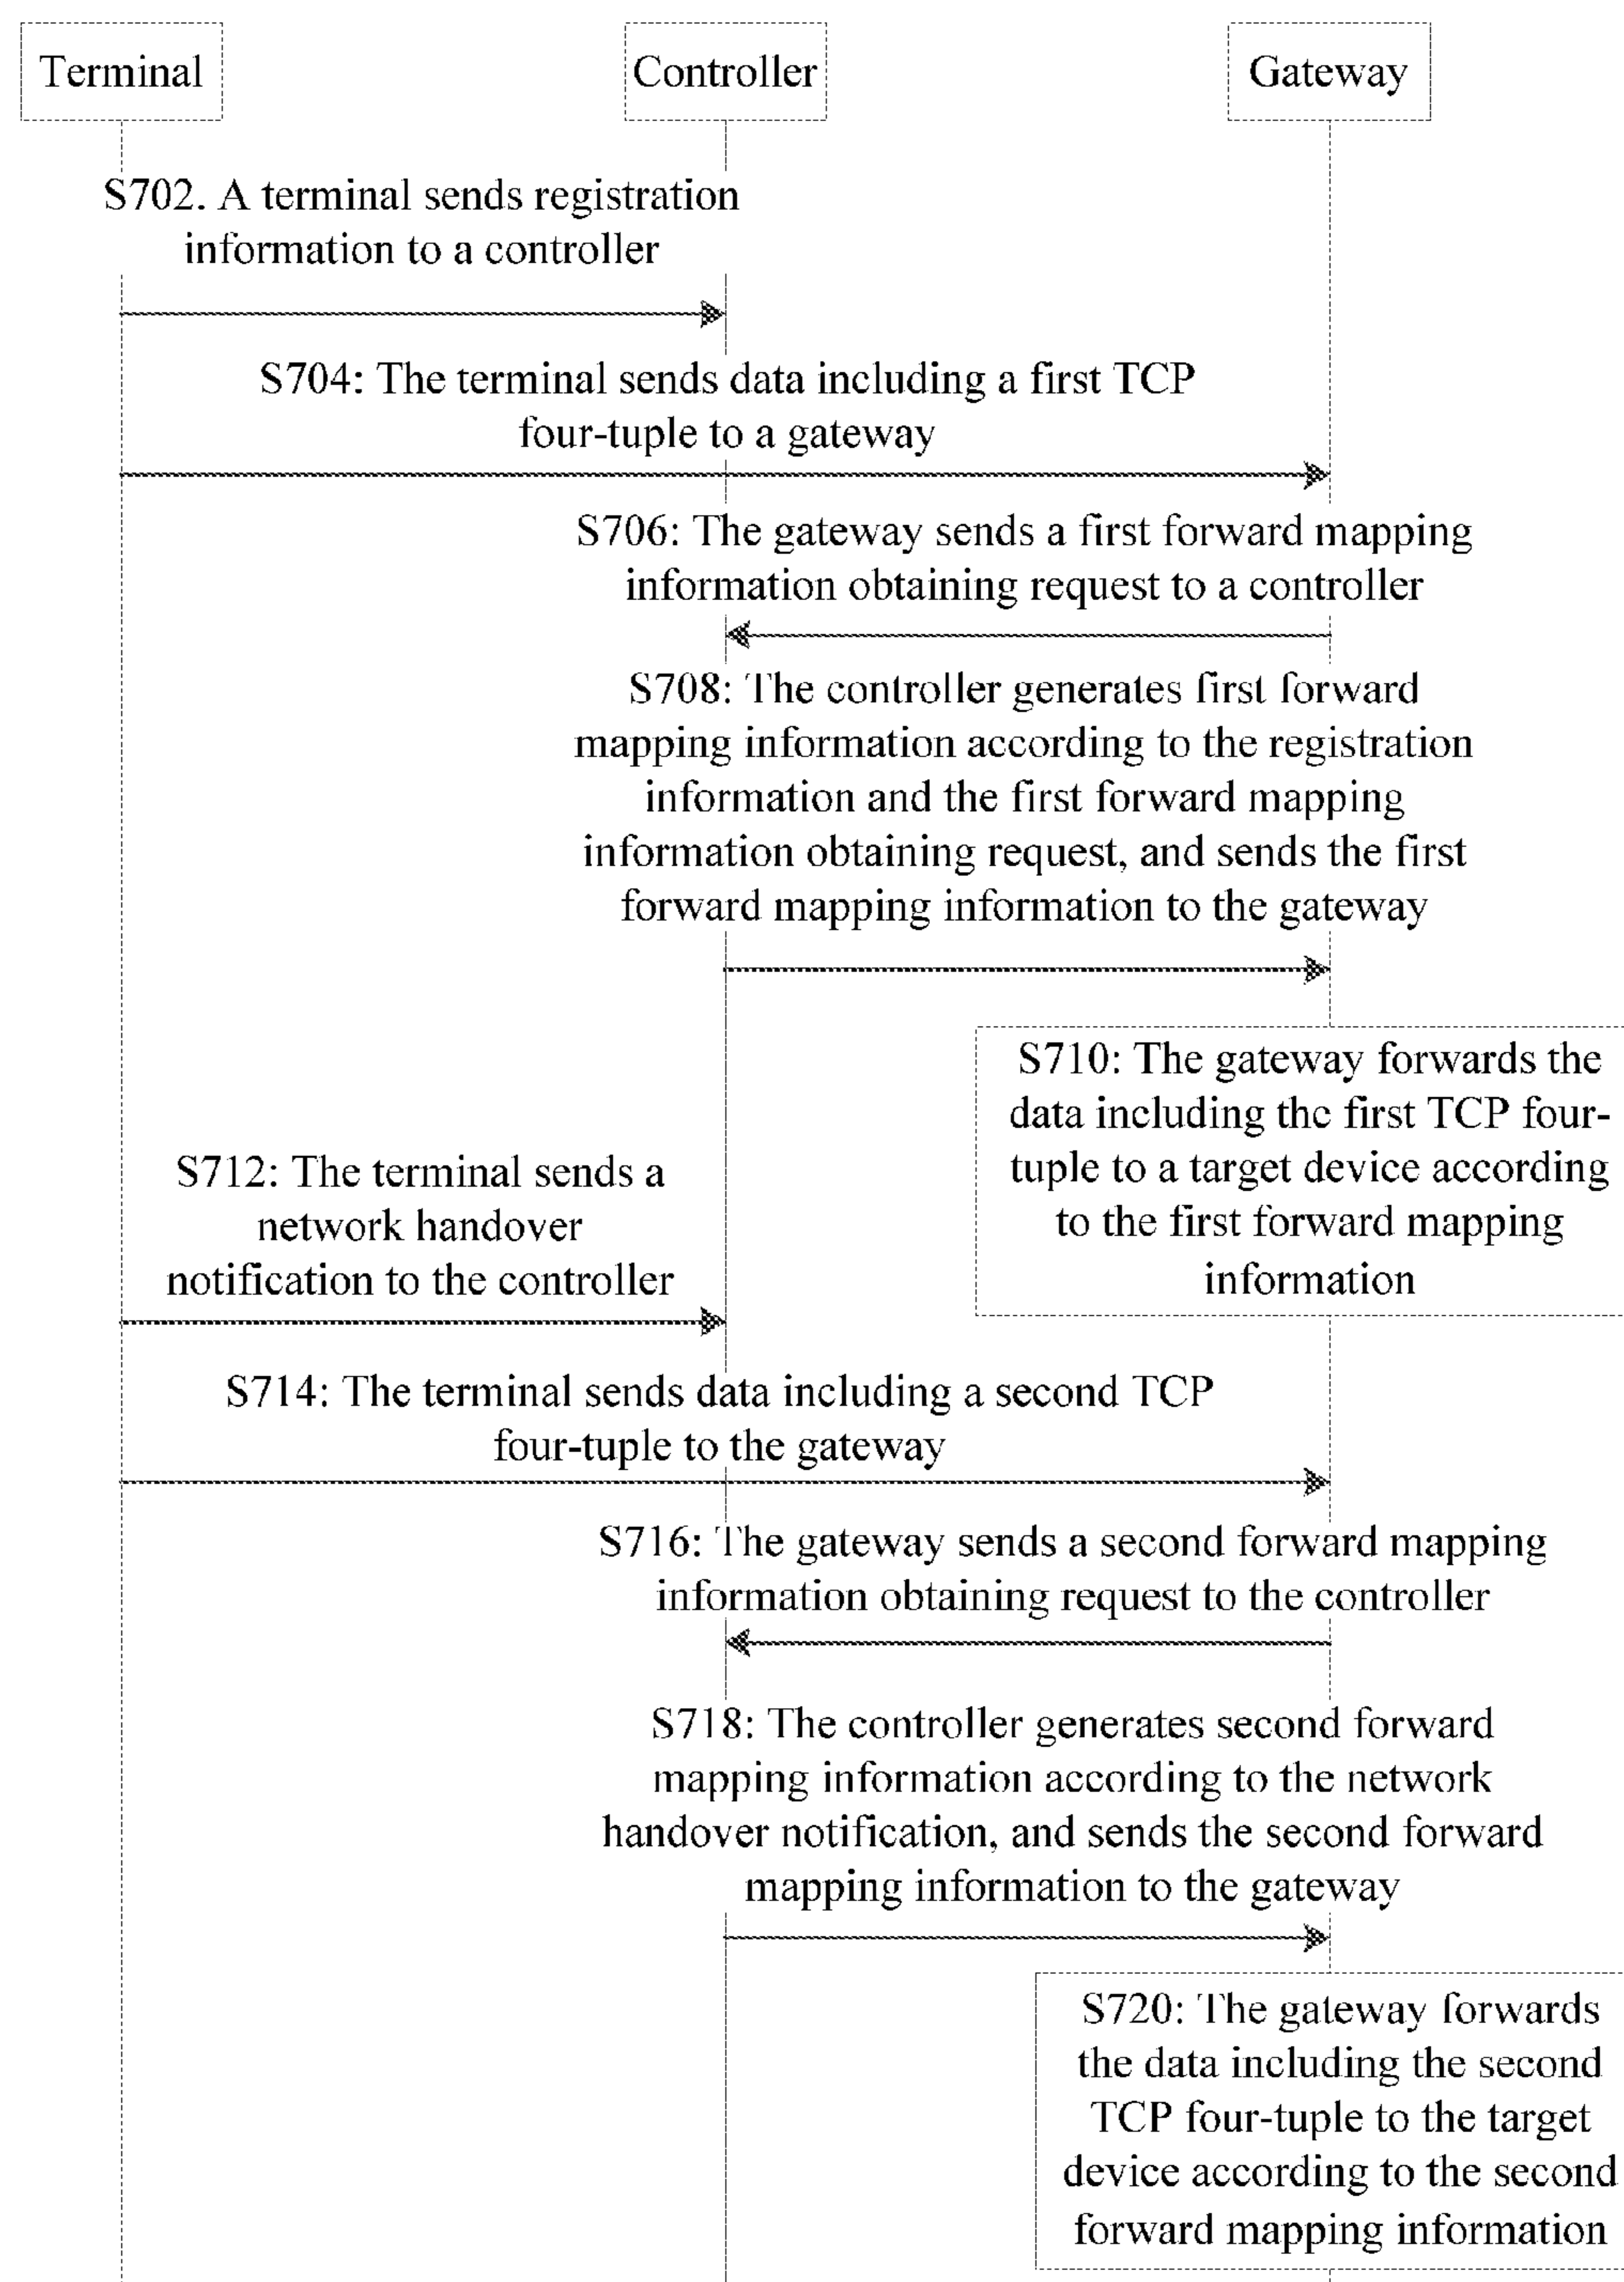 Terminal
Controller
Gateway
S702. A terminal sends registration
information to a controller
S704: The terminal sends data including a first TCP
four-tuple to a gateway
S706: The gateway sends a first forward mapping
information obtaining request to a controller
S708: The controller generates first forward
mapping information according to the registration
information and the first forward mapping
information obtaining request, and sends the first
forward mapping information to the gateway
S710: The gateway forwards the
data including the first TCP four-
tuple to a target device according
to the first forward mapping
information
S712: The terminal sends a
network handover
notification to the controller
S714: The terminal sends data including a second TCP
four-tuple to the gateway
S716: The gateway sends a second forward mapping
information obtaining request to the controller
S718: The controller generates second forward
mapping information according to the network
handover notification, and sends the second forward
mapping information to the gateway
S720: The gateway forwards
the data including the second
TCP four-tuple to the target
device according to the second
forward mapping information